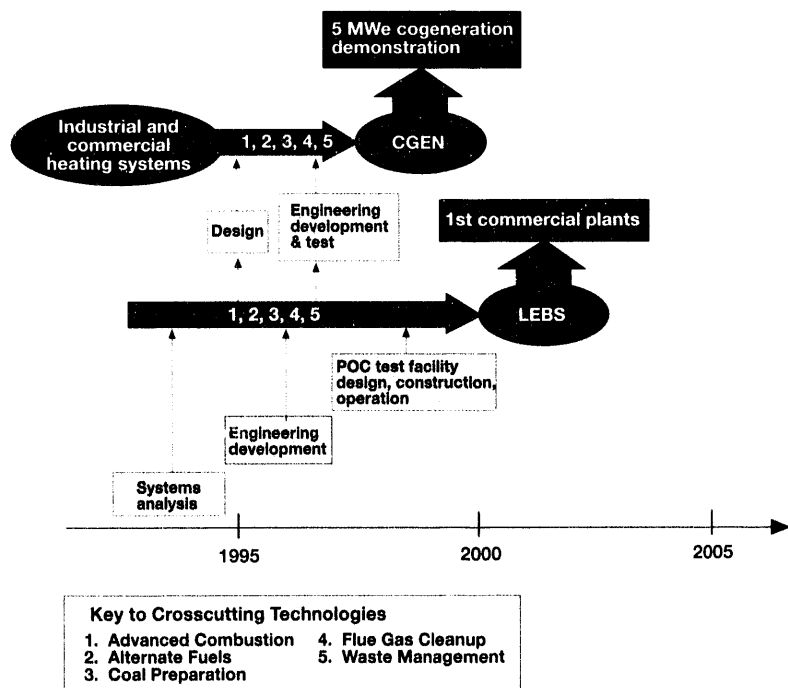 5 MWe cogeneration
demonstration
Industrial and
commercial
heating systems
1, 2, 3, 4, 5
CGEN
Design
Engineering
development
& test
1st commercial plants
1, 2, 3, 4, 5
LEBS
POC test facility
design, construction,
operation
Engineering
development
Systems
analysis
1995
2000
2005
Key to Crosscutting Technologies
1. Advanced Combustion
2. Alternate Fuels
3. Coal Preparation
4. Flue Gas Cleanup
5. Waste Management